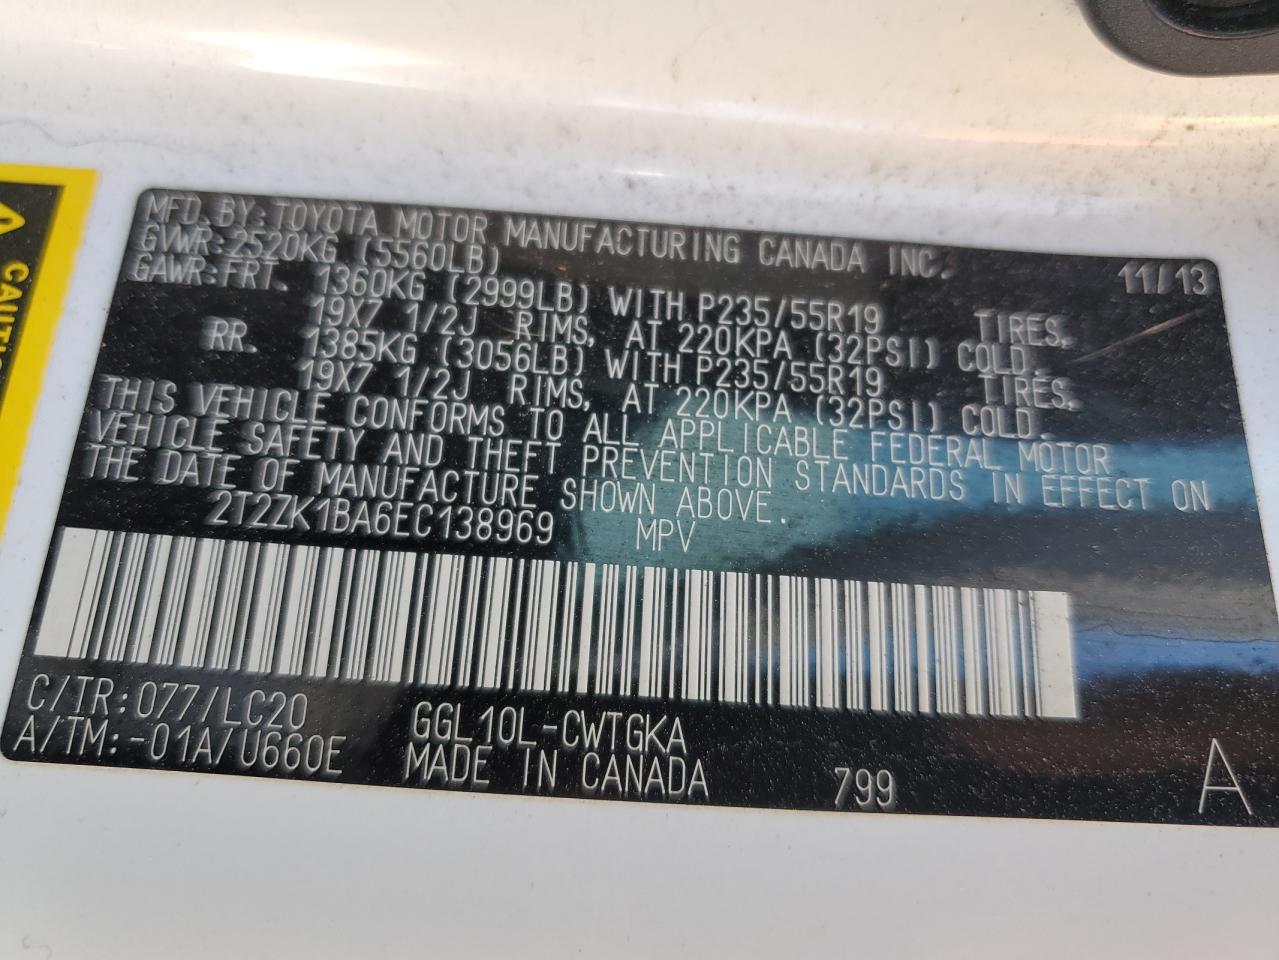 MFD. BY: TOYOTA MOTOR MANUFACTURING CANADA INC. 11/13
GVWR: 2520KG (5560LB)
GAWR: FRT. 1360KG (2999LB) WITH P235/55R19 TIRES,
19X7 1/2J RIMS, AT 220KPA (32PSI) COLD.
RR. 1385KG (3056LB) WITH P235/55R19 TIRES,
19X7 1/2J RIMS, AT 220KPA (32PSI) COLD.
THIS VEHICLE CONFORMS TO ALL APPLICABLE FEDERAL MOTOR
VEHICLE SAFETY AND THEFT PREVENTION STANDARDS IN EFFECT ON
THE DATE OF MANUFACTURE SHOWN ABOVE.
2T2ZK1BA6EC138969 MPV
C/TR: 077/LC20 GGL10L-CWTGKA
A/TM: -01A/U660E MADE IN CANADA 799 A